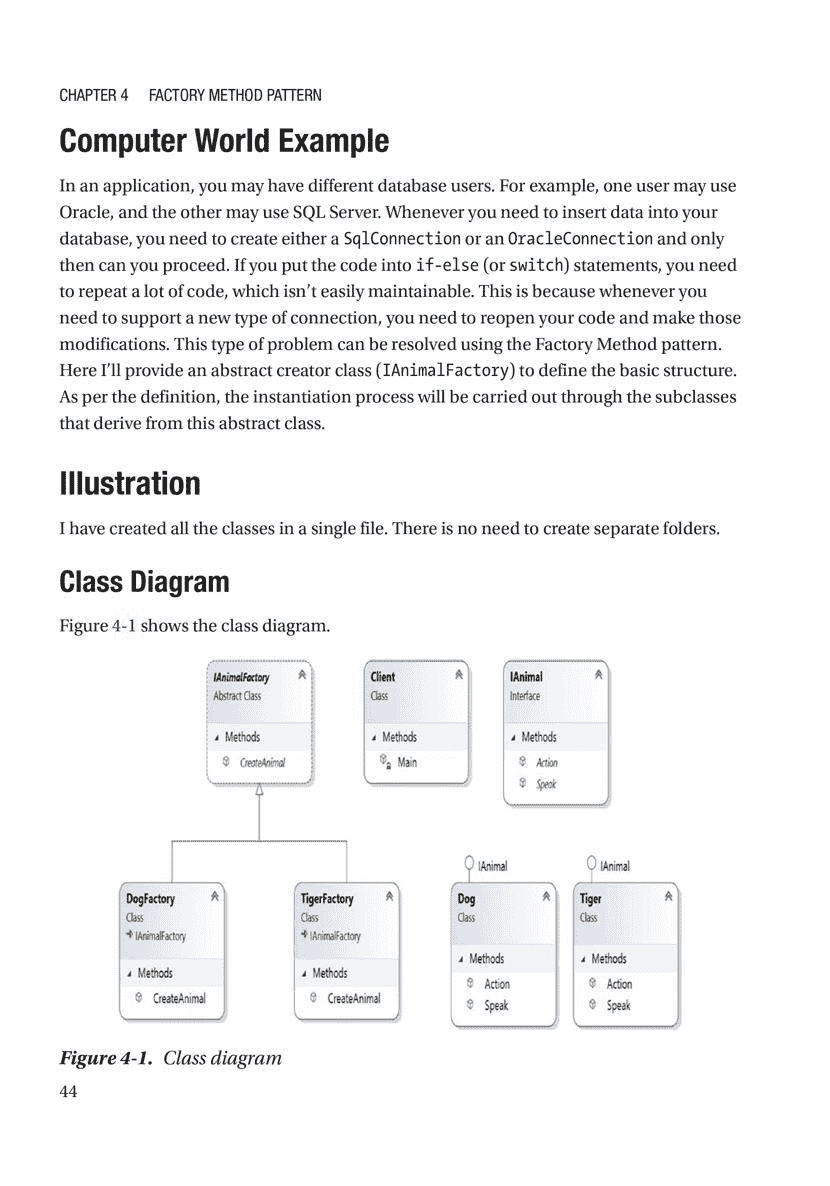 CHAPTER 4 FACTORY METHOD PATTERN
Computer World Example
In an application, you may have different database users. For example, one user may use
Oracle, and the other may use SQL Server. Whenever you need to insert data into your
database, you need to create either a SqlConnection or an OracleConnection and only
then can you proceed. If you put the code into if-else (or switch) statements, you need
to repeat a lot of code, which isn’t easily maintainable. This is because whenever you
need to support a new type of connection, you need to reopen your code and make those
modifications. This type of problem can be resolved using the Factory Method pattern.
Here I’ll provide an abstract creator class (IAnimalFactory) to define the basic structure.
As per the definition, the instantiation process will be carried out through the subclasses
that derive from this abstract class.
Illustration
I have created all the classes in a single file. There is no need to create separate folders.
Class Diagram
Figure 4-1 shows the class diagram.
IAnimalFactory
Abstract Class
Methods
CreateAnimal
Client
Class
Methods
Main
IAnimal
Interface
Methods
Action
Speak
DogFactory
Class
IAnimalFactory
Methods
CreateAnimal
TigerFactory
Class
IAnimalFactory
Methods
CreateAnimal
IAnimal
Dog
Class
Methods
Action
Speak
IAnimal
Tiger
Class
Methods
Action
Speak
Figure 4-1. Class diagram
44